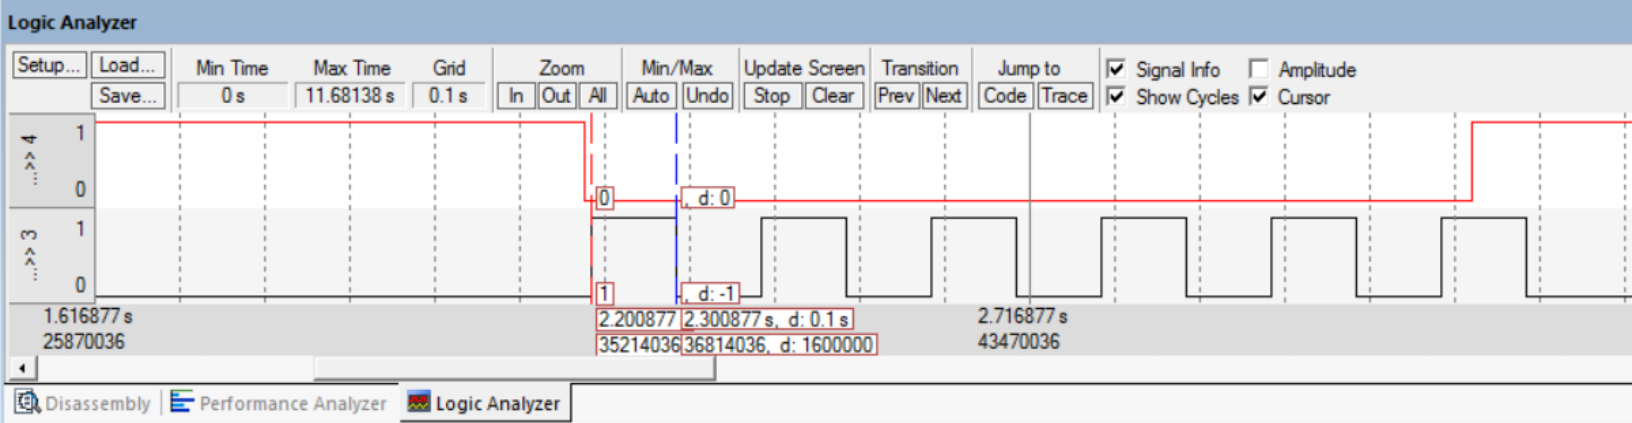 Logic Analyzer
Setup... Load... Min Time Max Time Grid Zoom Min/Max Update Screen Transition Jump to Signal Info Amplitude
Save... 0 s 11.68138 s 0.1 s In Out All Auto Undo Stop Clear Prev Next Code Trace Show Cycles Cursor
...>> 4
1
0
0 , d: 0
...>> 3
1
0
1 , d: -1
1.616877 s 2.200877 2.300877 s, d: 0.1 s 2.716877 s
25870036 35214036 36814036, d: 1600000 43470036
Disassembly Performance Analyzer Logic Analyzer